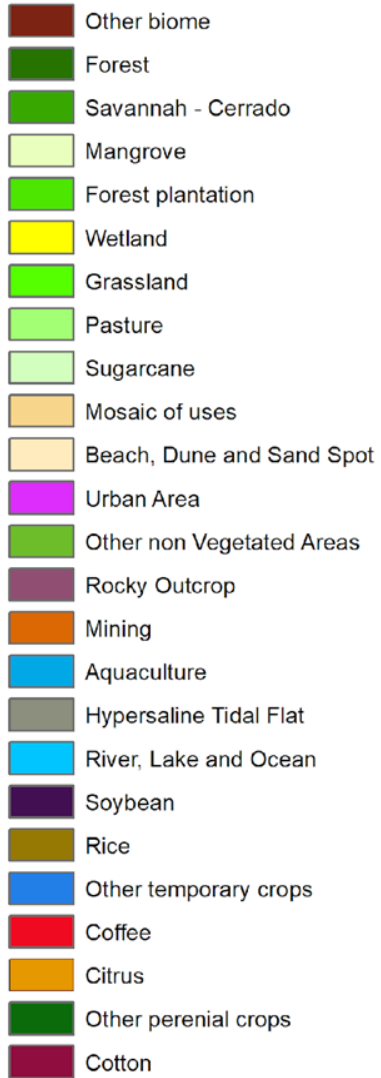 Other biome
Forest
Savannah - Cerrado
Mangrove
Forest plantation
Wetland
Grassland
Pasture
Sugarcane
Mosaic of uses
Beach, Dune and Sand Spot
Urban Area
Other non Vegetated Areas
Rocky Outcrop
Mining
Aquaculture
Hypersaline Tidal Flat
River, Lake and Ocean
Soybean
Rice
Other temporary crops
Coffee
Citrus
Other perenial crops
Cotton